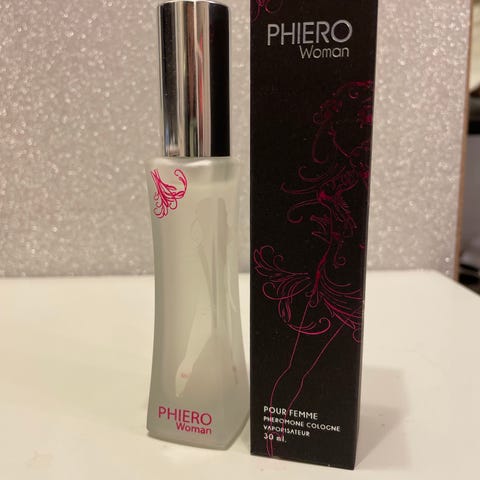 PHIERO
Woman
POUR FEMME
PHEROMONE COLOGNE
VAPORISATEUR
30 ml.
PHIERO
Woman